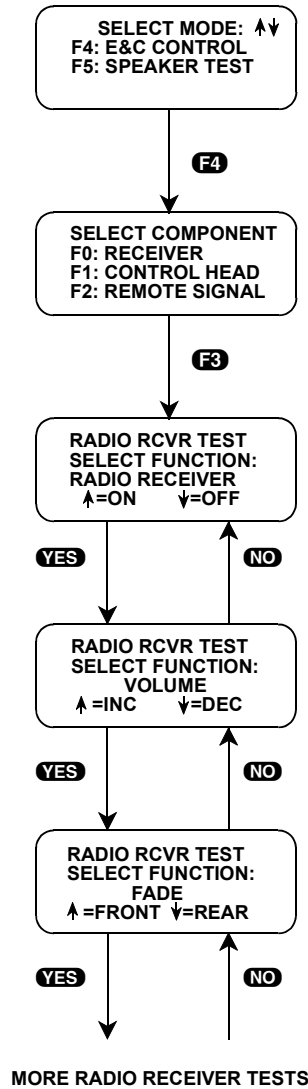 SELECT MODE: ↑↓
F4: E&C CONTROL
F5: SPEAKER TEST
F4
SELECT COMPONENT
F0: RECEIVER
F1: CONTROL HEAD
F2: REMOTE SIGNAL
F3
RADIO RCVR TEST
SELECT FUNCTION:
RADIO RECEIVER
↑=ON ↓=OFF
YES NO
RADIO RCVR TEST
SELECT FUNCTION:
VOLUME
↑ =INC ↓=DEC
YES NO
RADIO RCVR TEST
SELECT FUNCTION:
FADE
↑ =FRONT ↓=REAR
YES NO
MORE RADIO RECEIVER TESTS